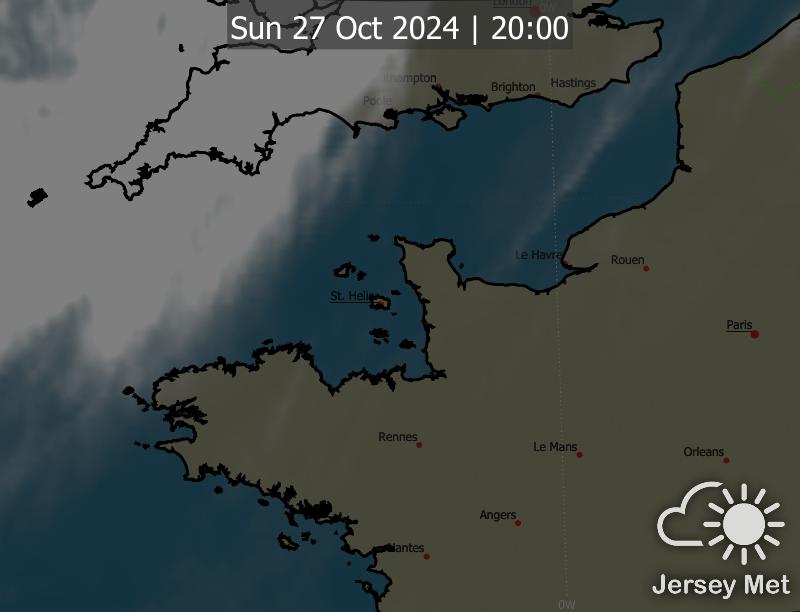 London
0W
Sun 27 Oct 2024 | 20:00
Brighton
Hastings
Poole
Le Havre
Rouen
St. Helier
Paris
Rennes
Le Mans
Orleans
Angers
Nantes
Jersey Met
0W